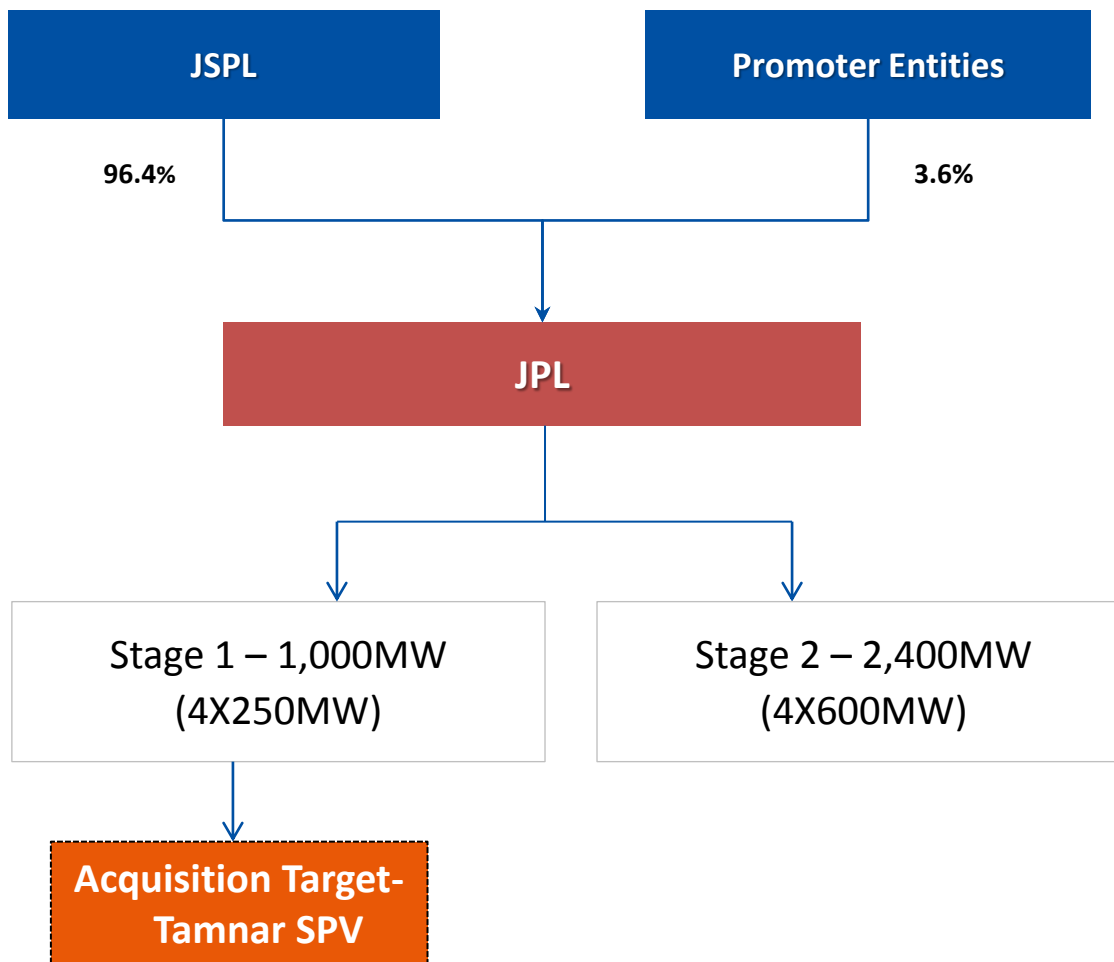 JSPL
Promoter Entities
96.4%
3.6%
JPL
Stage 1 – 1,000MW
(4X250MW)
Stage 2 – 2,400MW
(4X600MW)
Acquisition Target-
Tamnar SPV